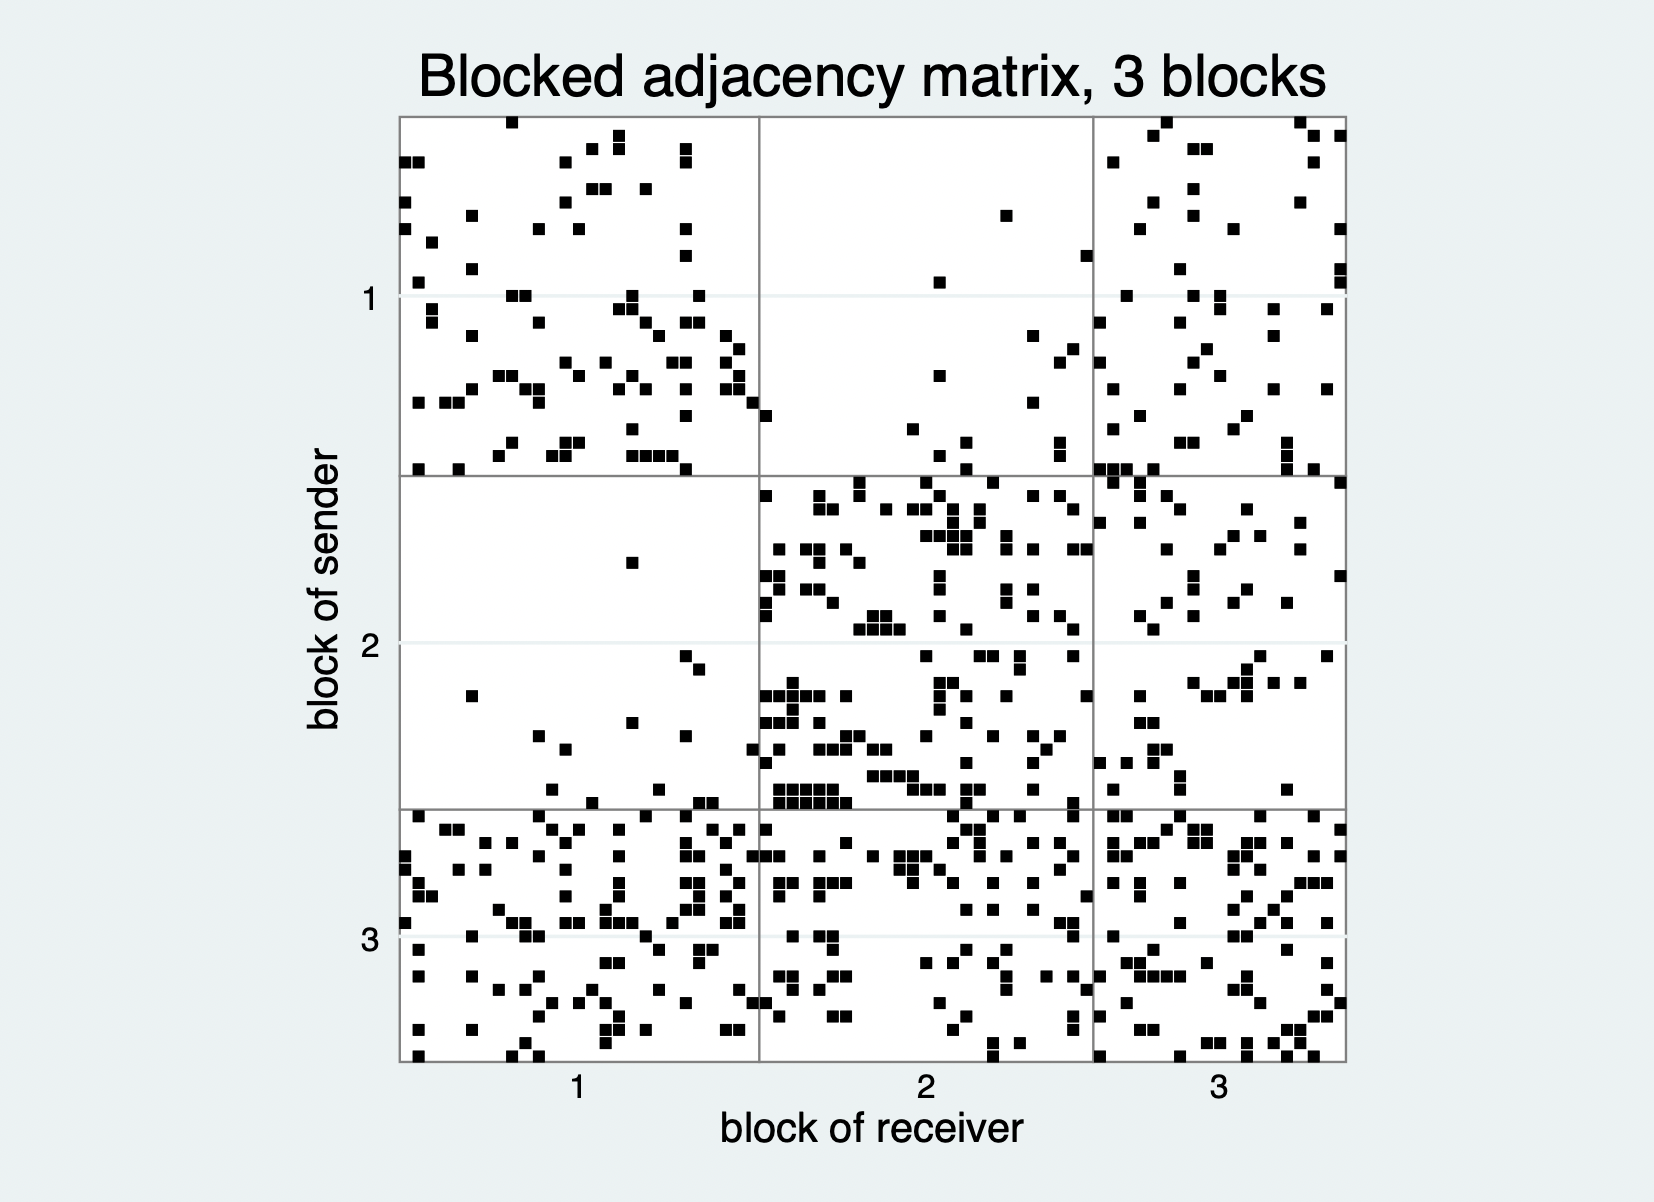 Blocked adjacency matrix, 3 blocks
block of sender
1
2
3
1 2 3
block of receiver